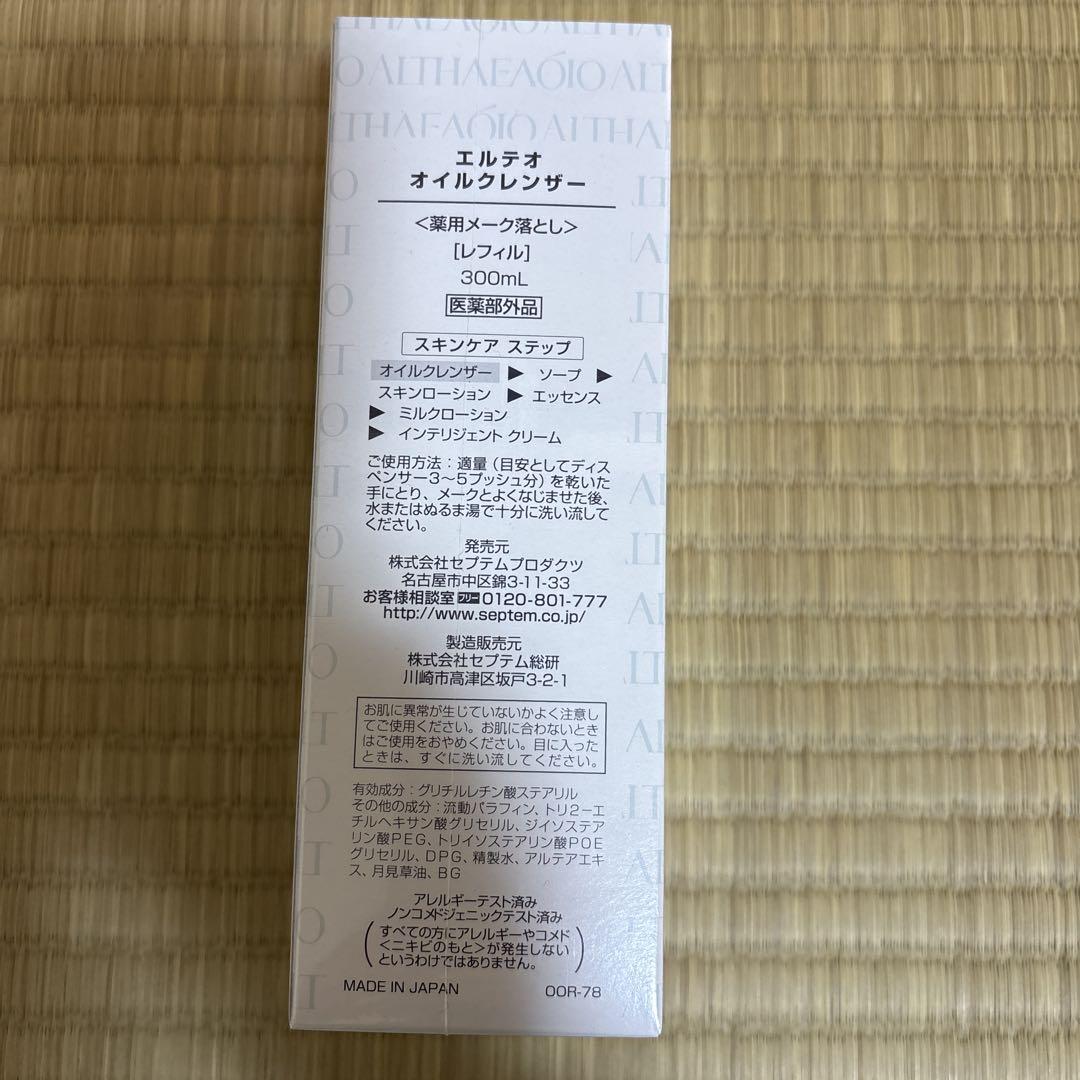 O ALTHAEAÓIO AL
LTHAEAÓIO ALTHA
エルテオ
オイルクレンザー
<薬用メーク落とし>
[レフィル]
300mL
医薬部外品
スキンケア ステップ
オイルクレンザー ▶ ソープ ▶
スキンローション ▶ エッセンス
▶ ミルクローション
▶ インテリジェント クリーム
ご使用方法：適量（目安としてディス
ペンサー3〜5プッシュ分）を乾いた
手にとり、メークとよくなじませた後、
水またはぬるま湯で十分に洗い流して
ください。
発売元
株式会社セプテムプロダクツ
名古屋市中区錦3-11-33
お客様相談室 フリー 0120-801-777
http://www.septem.co.jp/
製造販売元
株式会社セプテム総研
川崎市高津区坂戸3-2-1
お肌に異常が生じていないかよく注意し
てご使用ください。お肌に合わないとき
はご使用をおやめください。目に入った
ときは、すぐに洗い流してください。
有効成分：グリチルレチン酸ステアリル
その他の成分：流動パラフィン、トリ2−エ
チルヘキサン酸グリセリル、ジイソステア
リン酸PEG、トリイソステアリン酸POE
グリセリル、DPG、精製水、アルテアエキ
ス、月見草油、BG
アレルギーテスト済み
ノンコメドジェニックテスト済み
（すべての方にアレルギーやコメド
<ニキビのもと>が発生しない
というわけではありません。）
MADE IN JAPAN 00R-78